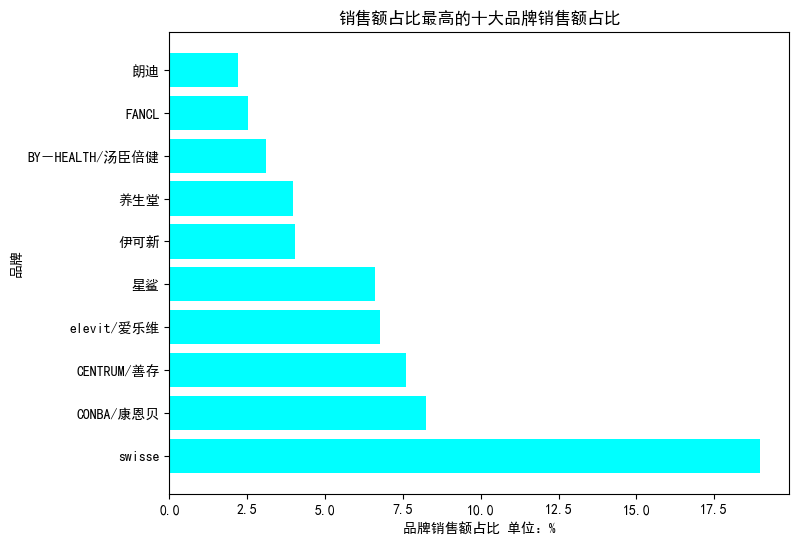 销售额占比最高的十大品牌销售额占比
朗迪
FANCL
BY－HEALTH/汤臣倍健
养生堂
伊可新
星鲨
elevit/爱乐维
CENTRUM/善存
CONBA/康恩贝
swisse
品牌
0.0 2.5 5.0 7.5 10.0 12.5 15.0 17.5
品牌销售额占比 单位：%